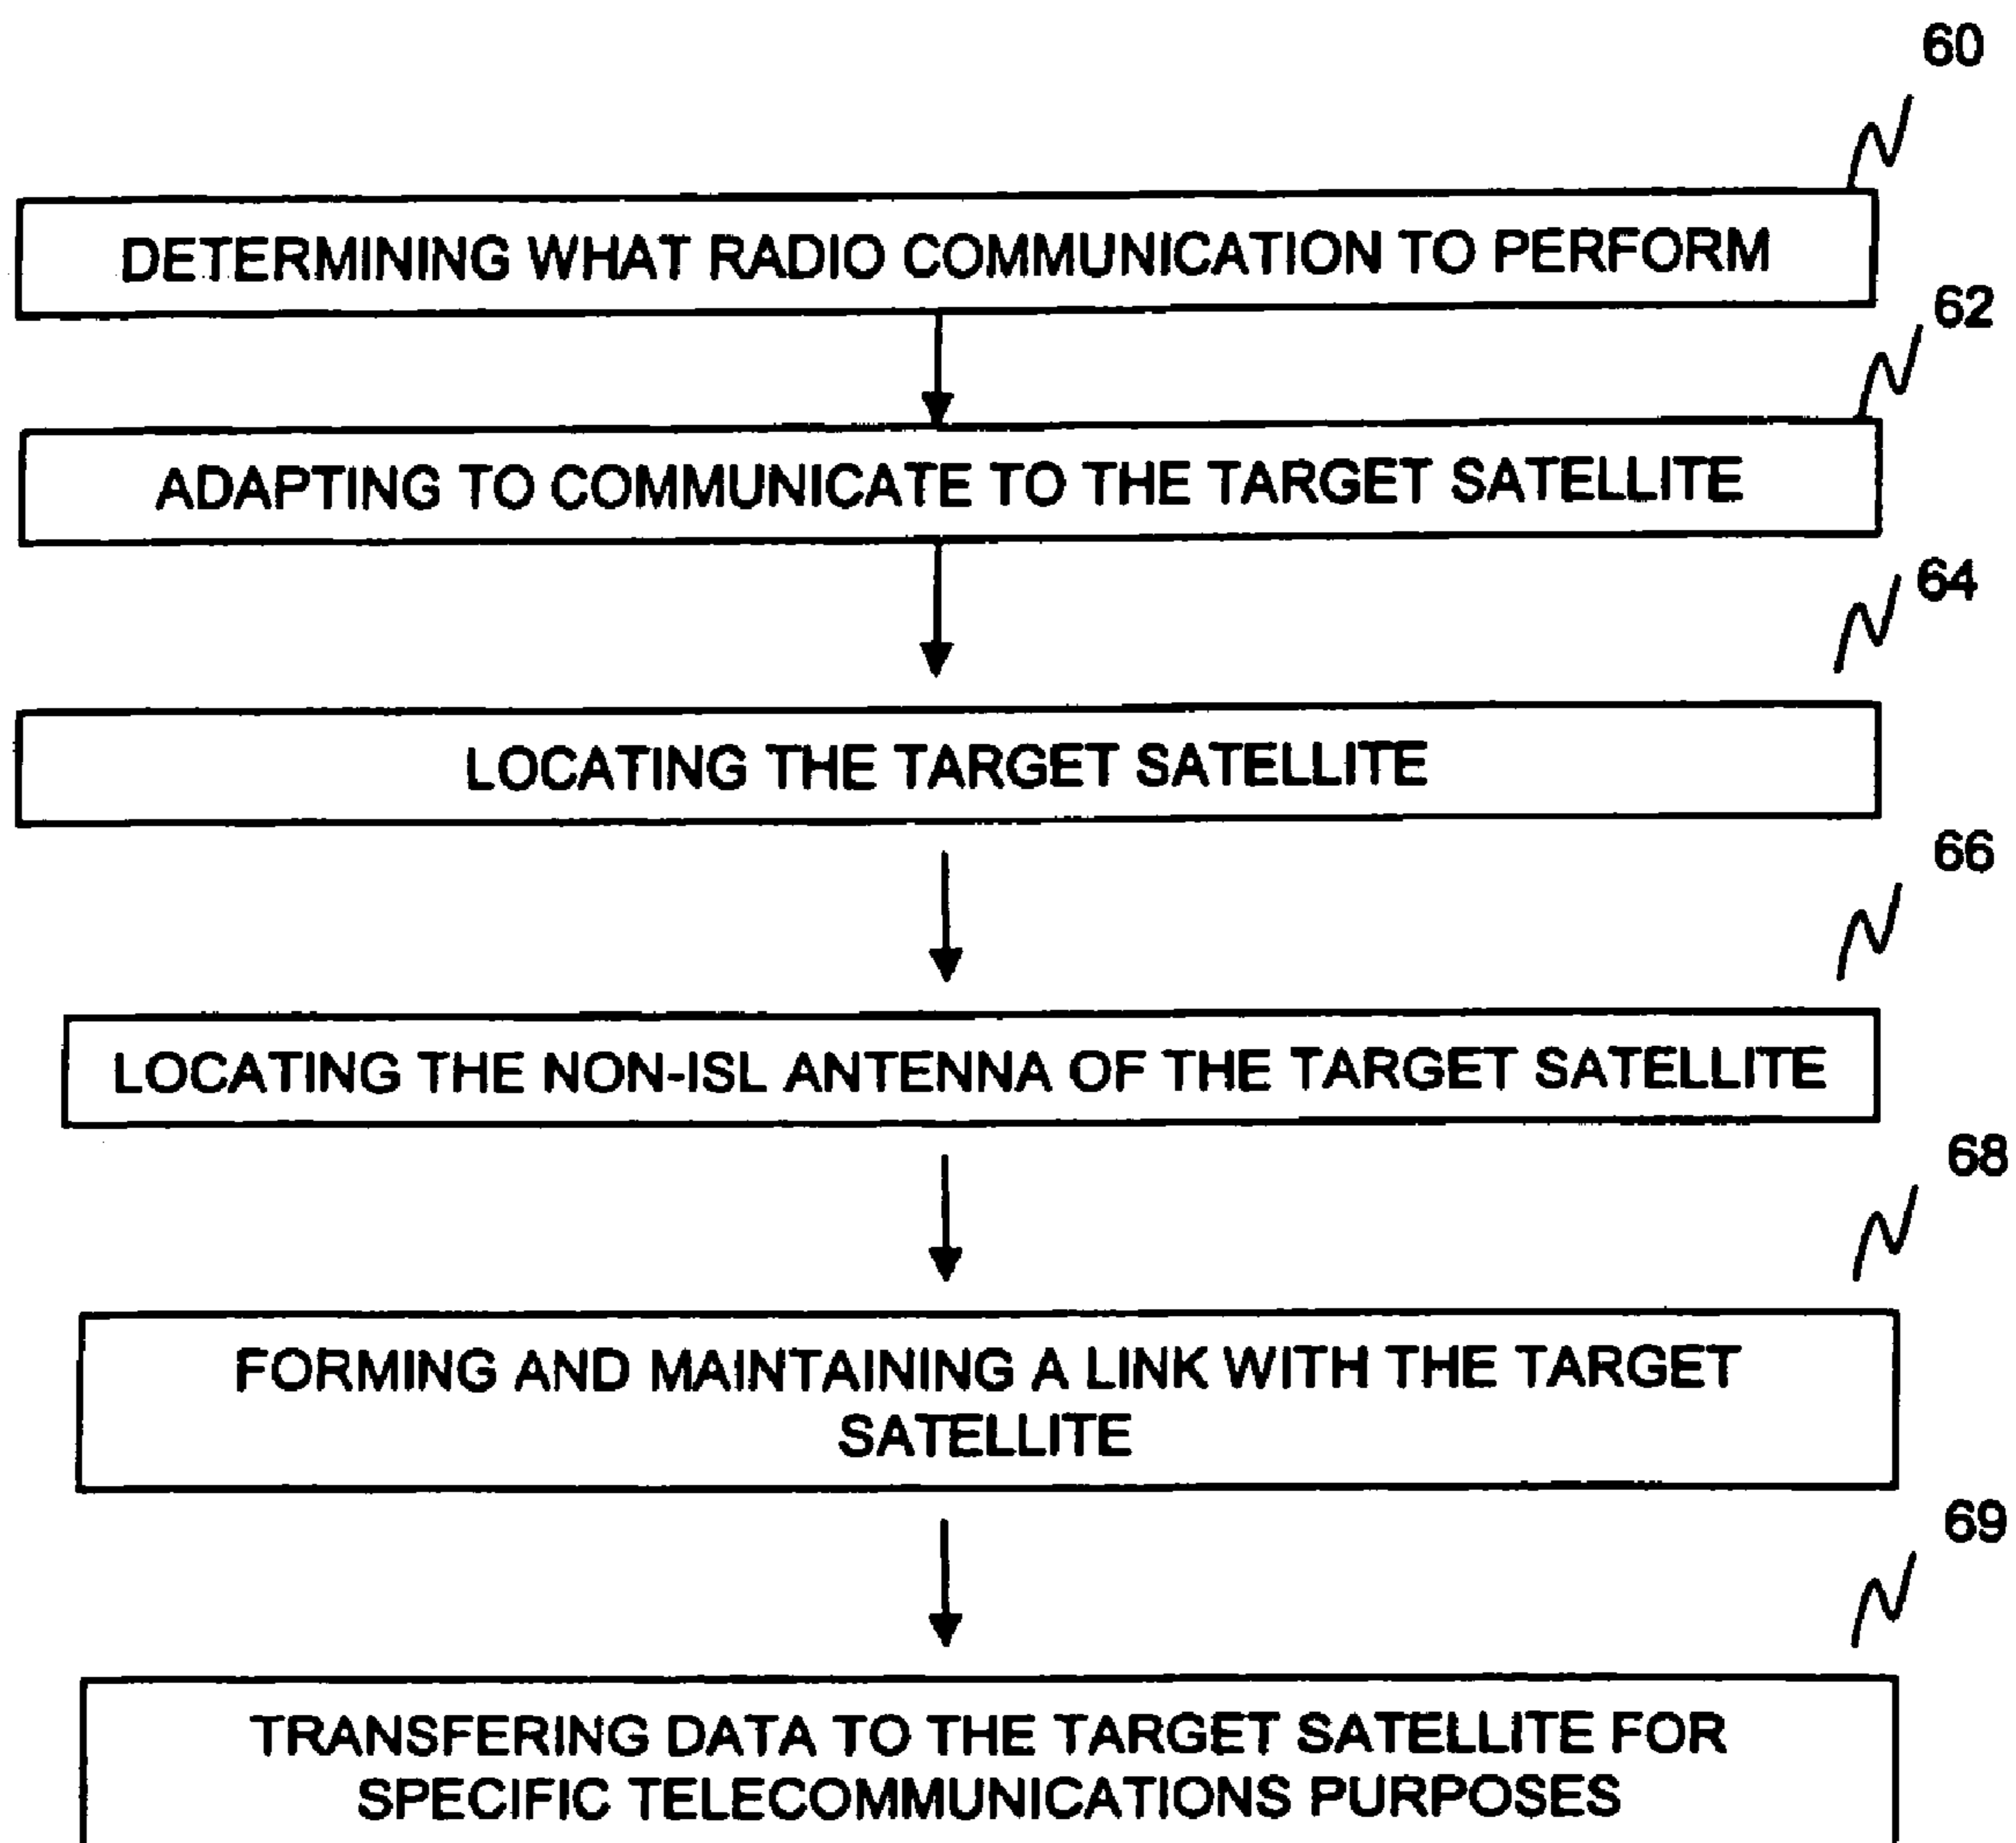 60
DETERMINING WHAT RADIO COMMUNICATION TO PERFORM
62
ADAPTING TO COMMUNICATE TO THE TARGET SATELLITE
64
LOCATING THE TARGET SATELLITE
66
LOCATING THE NON-ISL ANTENNA OF THE TARGET SATELLITE
68
FORMING AND MAINTAINING A LINK WITH THE TARGET
SATELLITE
69
TRANSFERING DATA TO THE TARGET SATELLITE FOR
SPECIFIC TELECOMMUNICATIONS PURPOSES